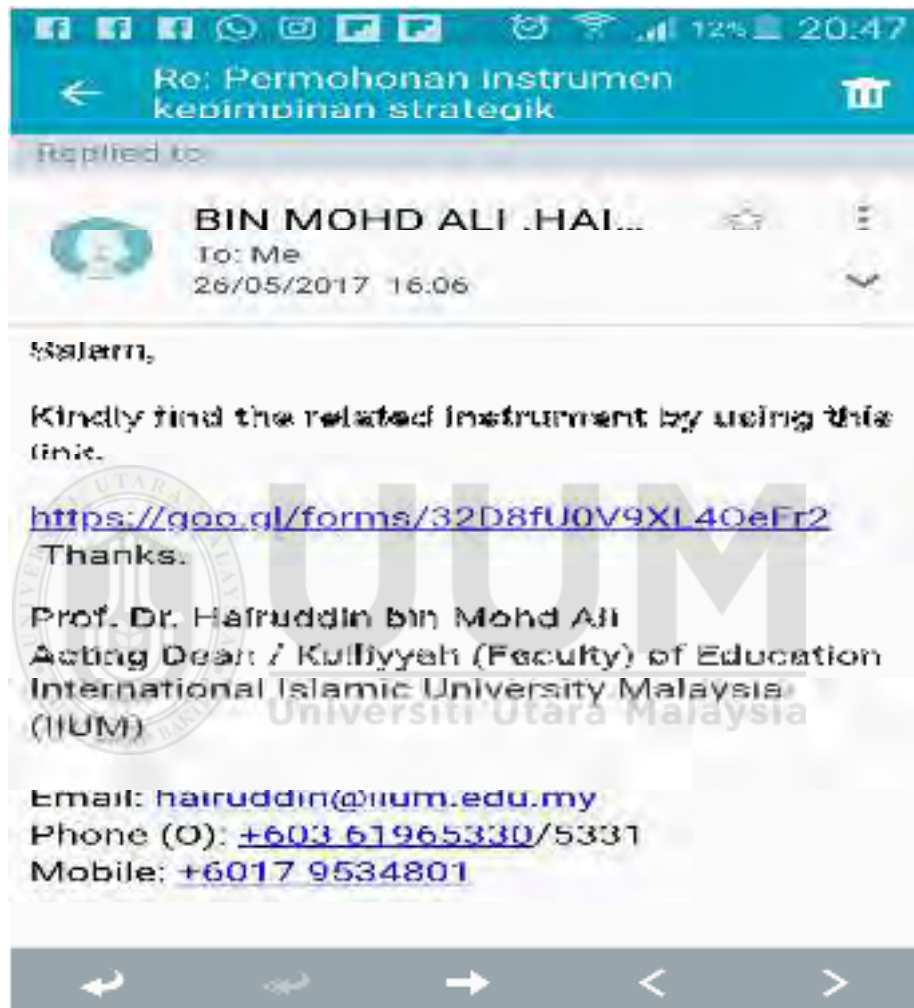 12% 20:47
Re: Permohonan instrumen
kepimpinan strategik
Replied to
BIN MOHD ALI .HAI...
To: Me
26/05/2017 16:06
Salam,
Kindly find the related instrument by using this
link.
https://goo.gl/forms/32D8fU0V9XL4OeFr2
Thanks.
Prof. Dr. Hairuddin bin Mohd Ali
Acting Dean / Kulliyyah (Faculty) of Education
International Islamic University Malaysia
(IIUM)
Email: hairuddin@iium.edu.my
Phone (O): +603 61965330/5331
Mobile: +6017 9534801
UUM
Universiti Utara Malaysia